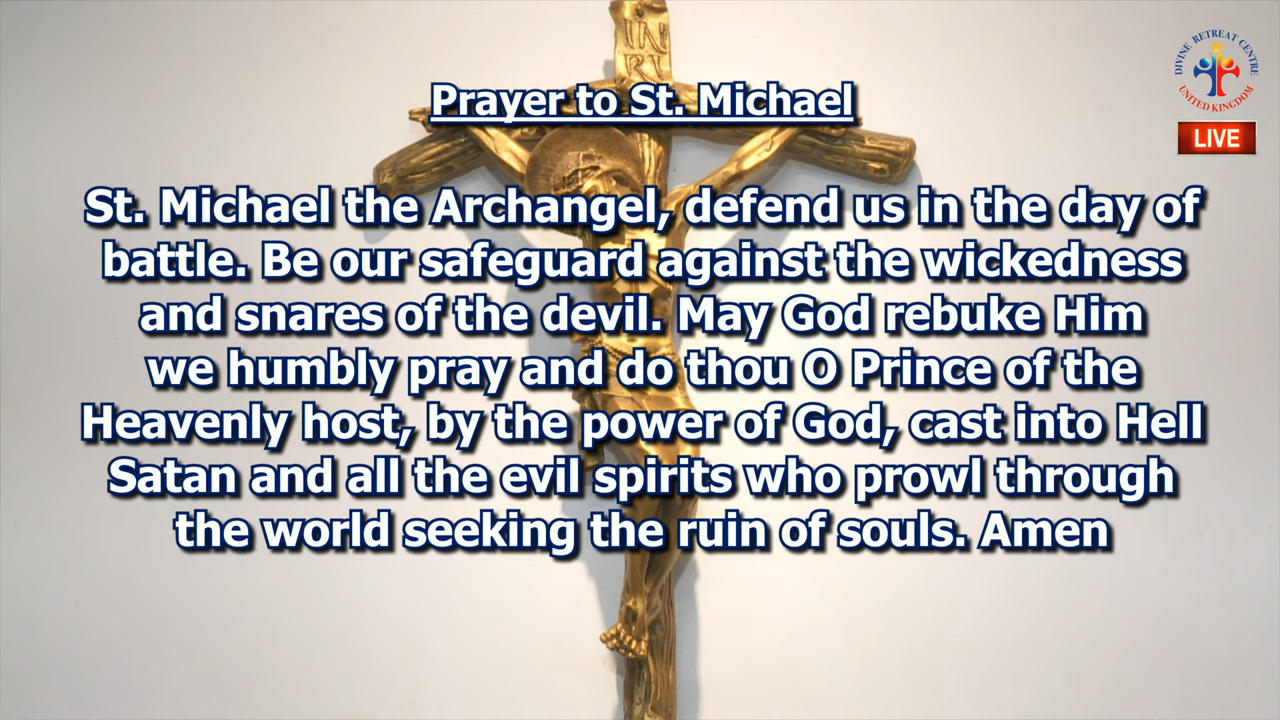 IN
RI
Prayer to St. Michael
DIVINE RETREAT CENTRE
UNITED KINGDOM
LIVE
St. Michael the Archangel, defend us in the day of
battle. Be our safeguard against the wickedness
and snares of the devil. May God rebuke Him
we humbly pray and do thou O Prince of the
Heavenly host, by the power of God, cast into Hell
Satan and all the evil spirits who prowl through
the world seeking the ruin of souls. Amen